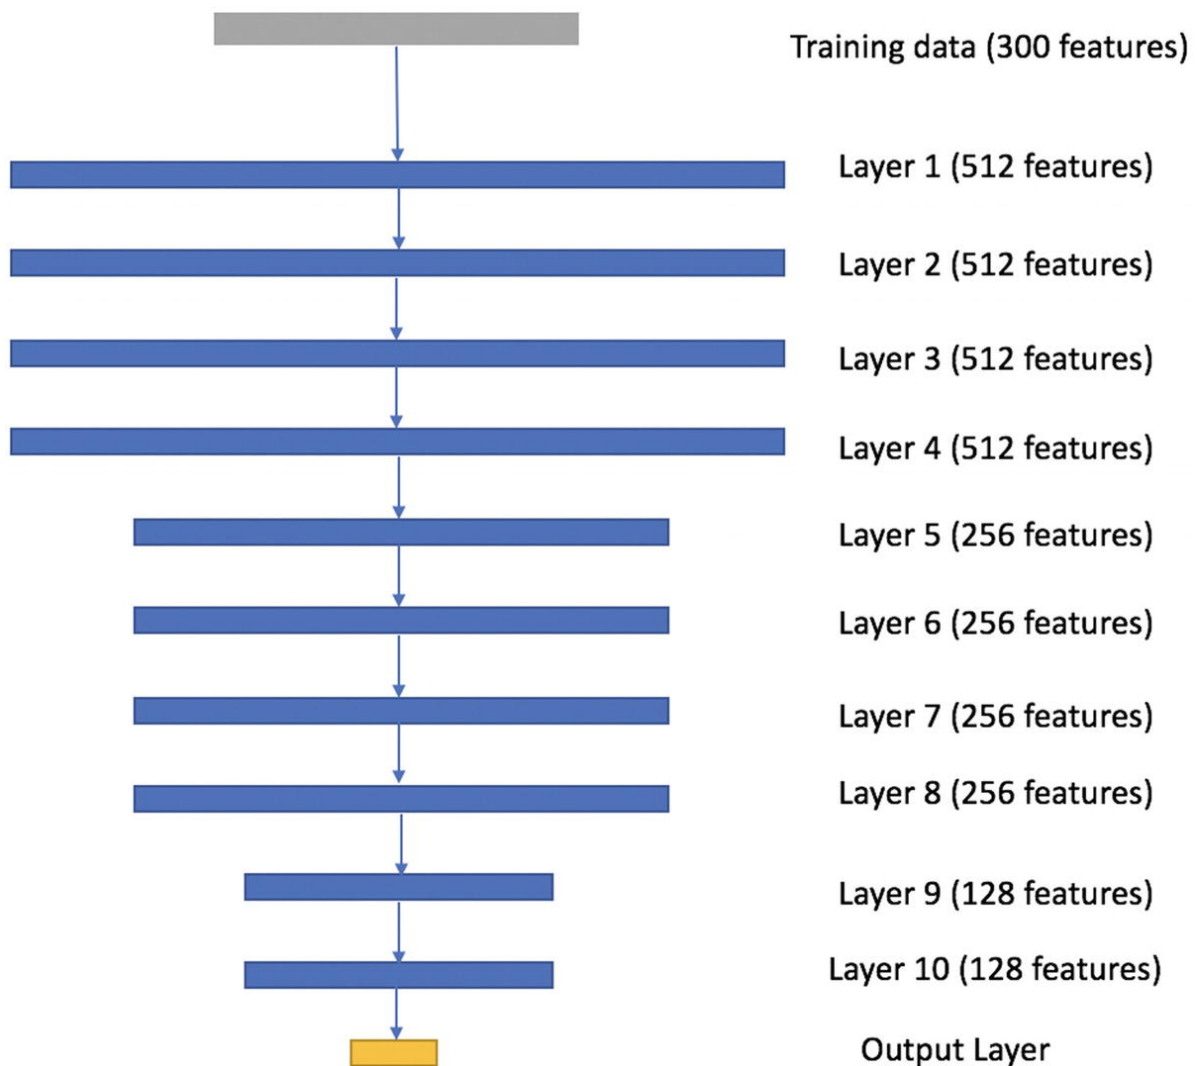 Training data (300 features)
Layer 1 (512 features)
Layer 2 (512 features)
Layer 3 (512 features)
Layer 4 (512 features)
Layer 5 (256 features)
Layer 6 (256 features)
Layer 7 (256 features)
Layer 8 (256 features)
Layer 9 (128 features)
Layer 10 (128 features)
Output Layer